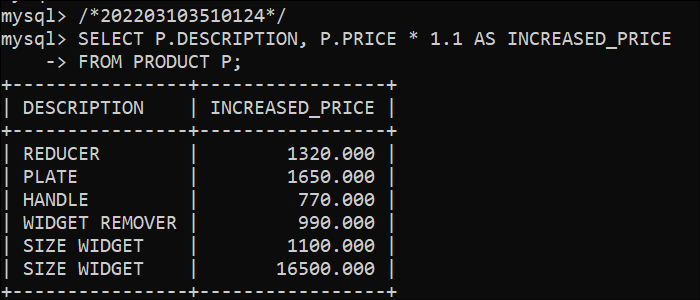 mysql> /*202203103510124*/
mysql> SELECT P.DESCRIPTION, P.PRICE * 1.1 AS INCREASED_PRICE
    -> FROM PRODUCT P;
+----------------+-----------------+
| DESCRIPTION    | INCREASED_PRICE |
+----------------+-----------------+
| REDUCER        |        1320.000 |
| PLATE          |        1650.000 |
| HANDLE         |         770.000 |
| WIDGET REMOVER |         990.000 |
| SIZE WIDGET    |        1100.000 |
| SIZE WIDGET    |       16500.000 |
+----------------+-----------------+